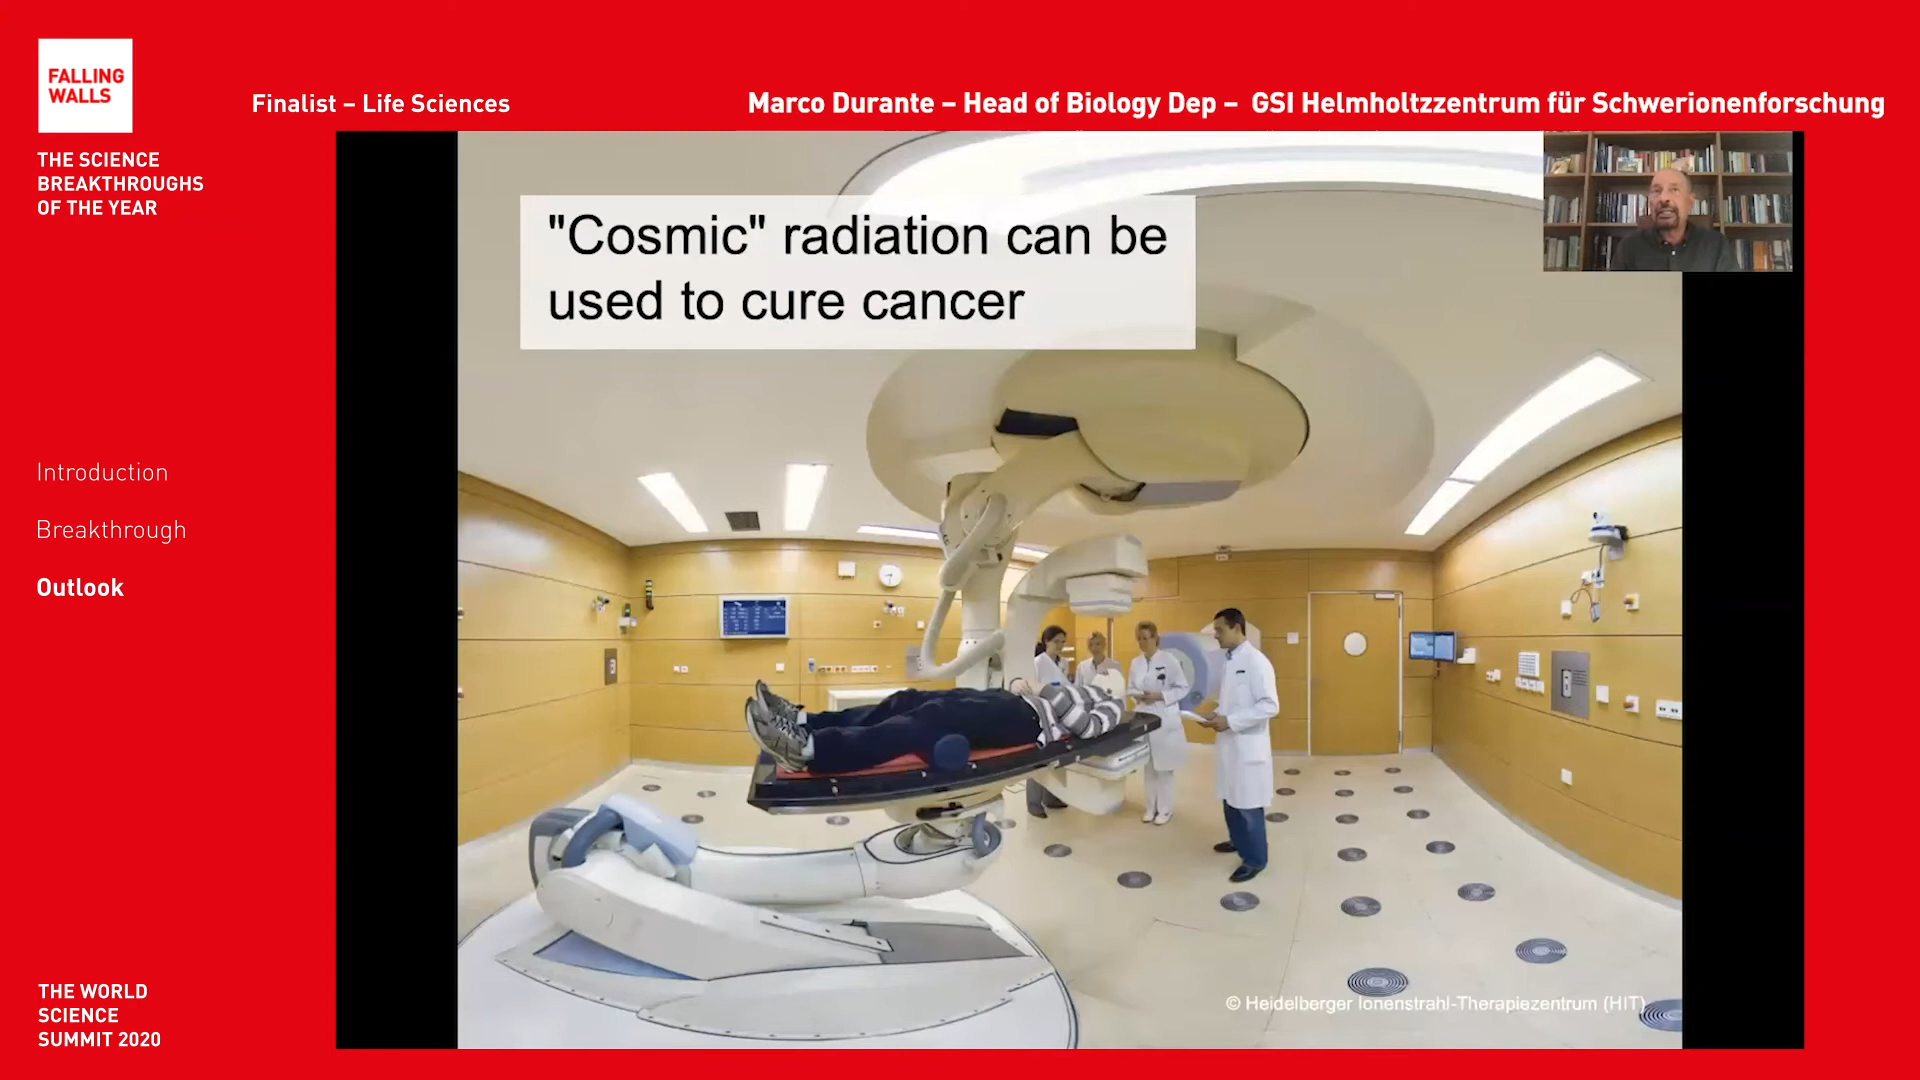 FALLING
WALLS
THE SCIENCE
BREAKTHROUGHS
OF THE YEAR
Finalist – Life Sciences
Marco Durante – Head of Biology Dep – GSI Helmholtzzentrum für Schwerionenforschung
"Cosmic" radiation can be
used to cure cancer
Introduction
Breakthrough
Outlook
© Heidelberger Ionenstrahl-Therapiezentrum (HIT)
THE WORLD
SCIENCE
SUMMIT 2020